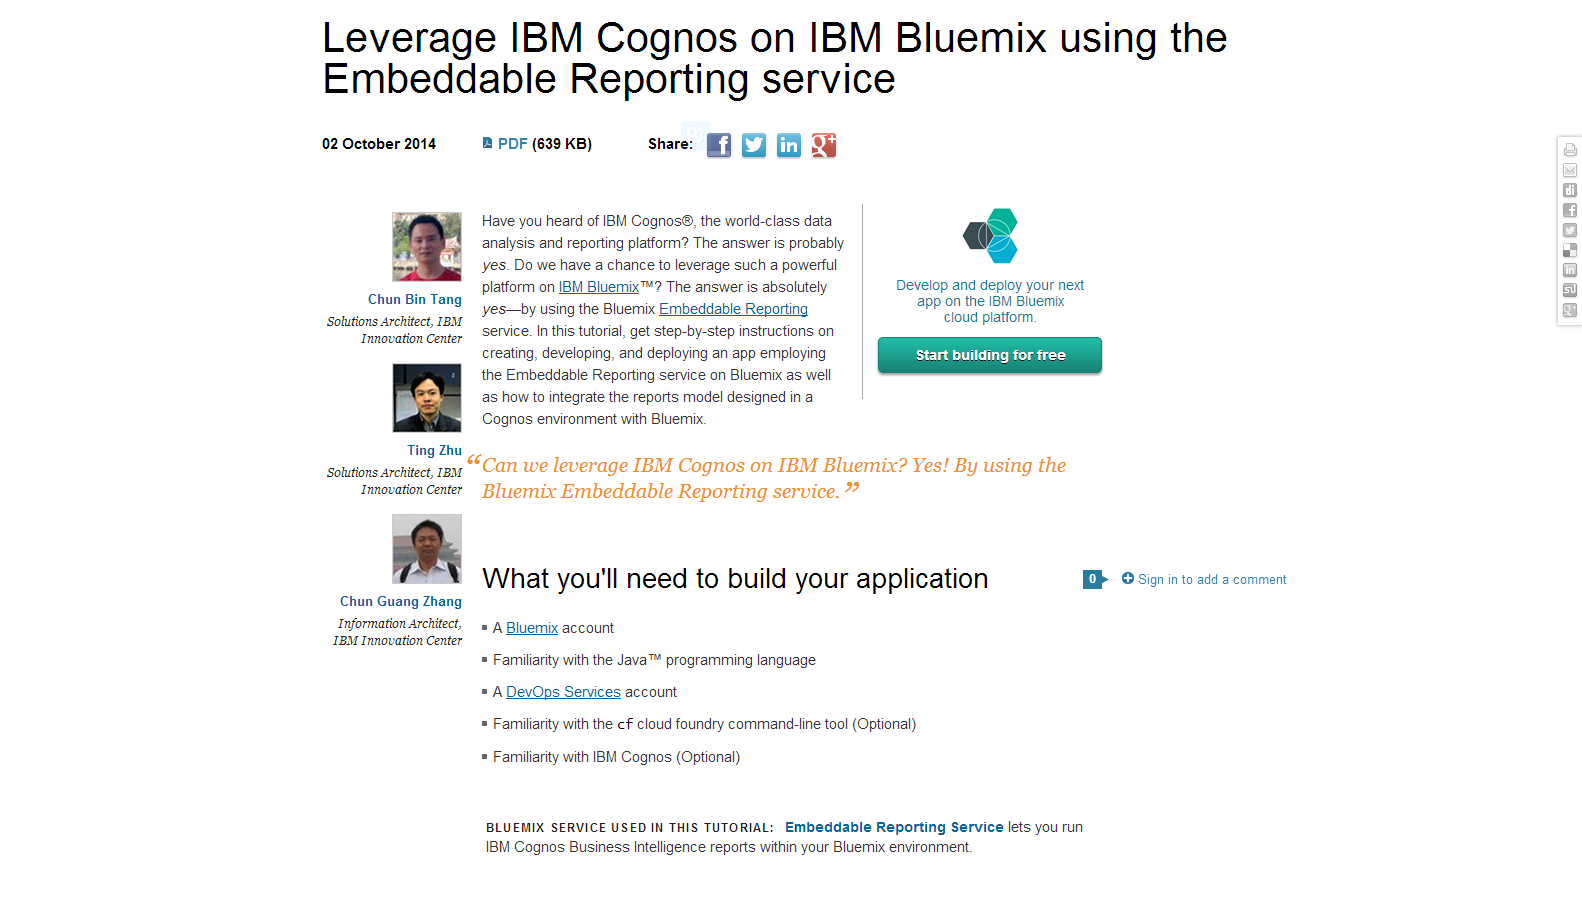 Leverage IBM Cognos on IBM Bluemix using the
Embeddable Reporting service
02 October 2014
PDF (639 KB)
Share:
Chun Bin Tang
Solutions Architect, IBM
Innovation Center
Ting Zhu
Solutions Architect, IBM
Innovation Center
Chun Guang Zhang
Information Architect,
IBM Innovation Center
Have you heard of IBM Cognos®, the world-class data
analysis and reporting platform? The answer is probably
yes. Do we have a chance to leverage such a powerful
platform on IBM Bluemix™? The answer is absolutely
yes—by using the Bluemix Embeddable Reporting
service. In this tutorial, get step-by-step instructions on
creating, developing, and deploying an app employing
the Embeddable Reporting service on Bluemix as well
as how to integrate the reports model designed in a
Cognos environment with Bluemix.
Develop and deploy your next
app on the IBM Bluemix
cloud platform.
Start building for free
“Can we leverage IBM Cognos on IBM Bluemix? Yes! By using the
Bluemix Embeddable Reporting service.”
What you'll need to build your application
0
Sign in to add a comment
A Bluemix account
Familiarity with the Java™ programming language
A DevOps Services account
Familiarity with the cf cloud foundry command-line tool (Optional)
Familiarity with IBM Cognos (Optional)
BLUEMIX SERVICE USED IN THIS TUTORIAL: Embeddable Reporting Service lets you run
IBM Cognos Business Intelligence reports within your Bluemix environment.